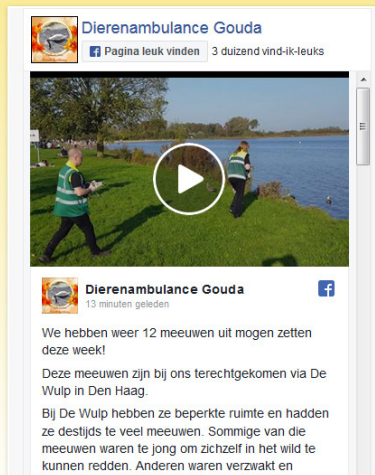 Dierenambulance Gouda
Pagina leuk vinden 3 duizend vind-ik-leuks
Dierenambulance Gouda
13 minuten geleden
We hebben weer 12 meeuwen uit mogen zetten
deze week!
Deze meeuwen zijn bij ons terechtgekomen via De
Wulp in Den Haag.
Bij De Wulp hebben ze beperkte ruimte en hadden
ze destijds te veel meeuwen. Sommige van die
meeuwen waren te jong om zichzelf in het wild te
kunnen redden. Anderen waren verzwakt en